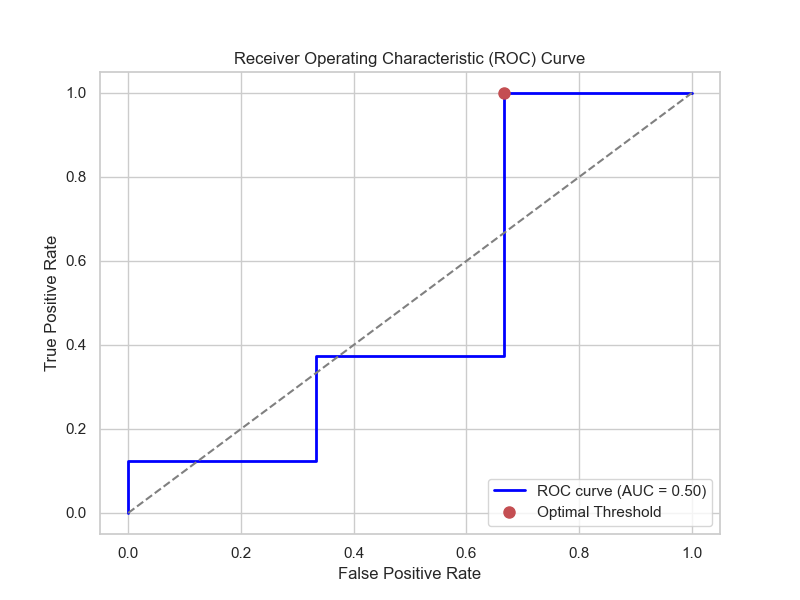 Receiver Operating Characteristic (ROC) Curve
True Positive Rate
1.0
0.8
0.6
0.4
0.2
0.0
ROC curve (AUC = 0.50)
Optimal Threshold
0.0 0.2 0.4 0.6 0.8 1.0
False Positive Rate